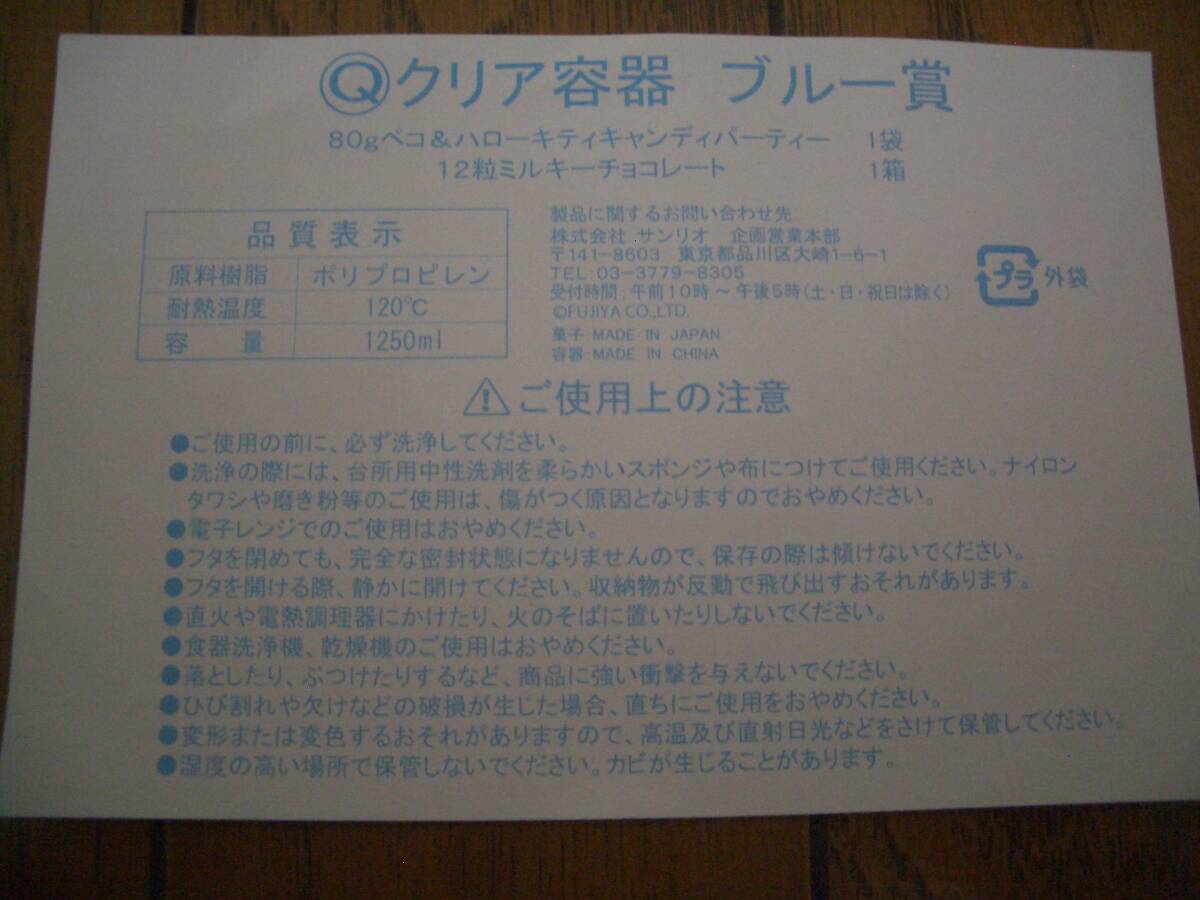 Ⓠクリア容器 ブルー賞
80gペコ&ハローキティキャンディパーティー 1袋
12粒ミルキーチョコレート 1箱
品質表示
原料樹脂 ポリプロピレン
耐熱温度 120℃
容量 1250ml
製品に関するお問い合わせ先:
株式会社 サンリオ 企画営業本部
〒141-8603 東京都品川区大崎1-6-1
TEL:03-3779-8305
受付時間:午前10時~午後5時(土・日・祝日は除く)
©FUJIYA CO.,LTD.
菓子:MADE IN JAPAN
容器:MADE IN CHINA
プラ 外袋
⚠ご使用上の注意
●ご使用の前に、必ず洗浄してください。
●洗浄の際には、台所用中性洗剤を柔らかいスポンジや布につけてご使用ください。ナイロン
タワシや磨き粉等のご使用は、傷がつく原因となりますのでおやめください。
●電子レンジでのご使用はおやめください。
●フタを閉めても、完全な密封状態になりませんので、保存の際は傾けないでください。
●フタを開ける際、静かに開けてください。収納物が反動で飛び出すおそれがあります。
●直火や電熱調理器にかけたり、火のそばに置いたりしないでください。
●食器洗浄機、乾燥機のご使用はおやめください。
●落としたり、ぶつけたりするなど、商品に強い衝撃を与えないでください。
●ひび割れや欠けなどの破損が生じた場合、直ちにご使用をおやめください。
●変形または変色するおそれがありますので、高温及び直射日光などをさけて保管してください。
●湿度の高い場所で保管しないでください。カビが生じることがあります。